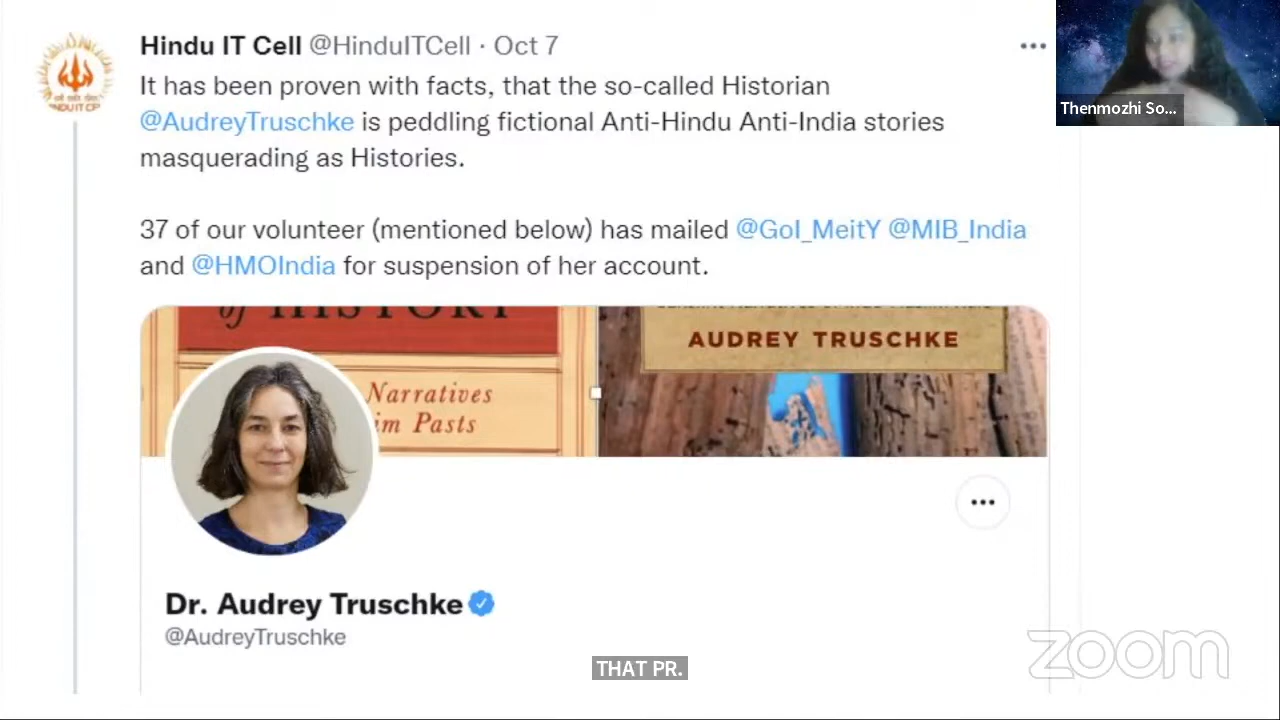 Hindu IT Cell @HinduITCell · Oct 7
It has been proven with facts, that the so-called Historian
@AudreyTruschke is peddling fictional Anti-Hindu Anti-India stories
masquerading as Histories.
37 of our volunteer (mentioned below) has mailed @GoI_MeitY @MIB_India
and @HMOIndia for suspension of her account.
Thenmozhi So...
of HISTORY
Narratives
im Pasts
AUDREY TRUSCHKE
Dr. Audrey Truschke
@AudreyTruschke
THAT PR.
zoom